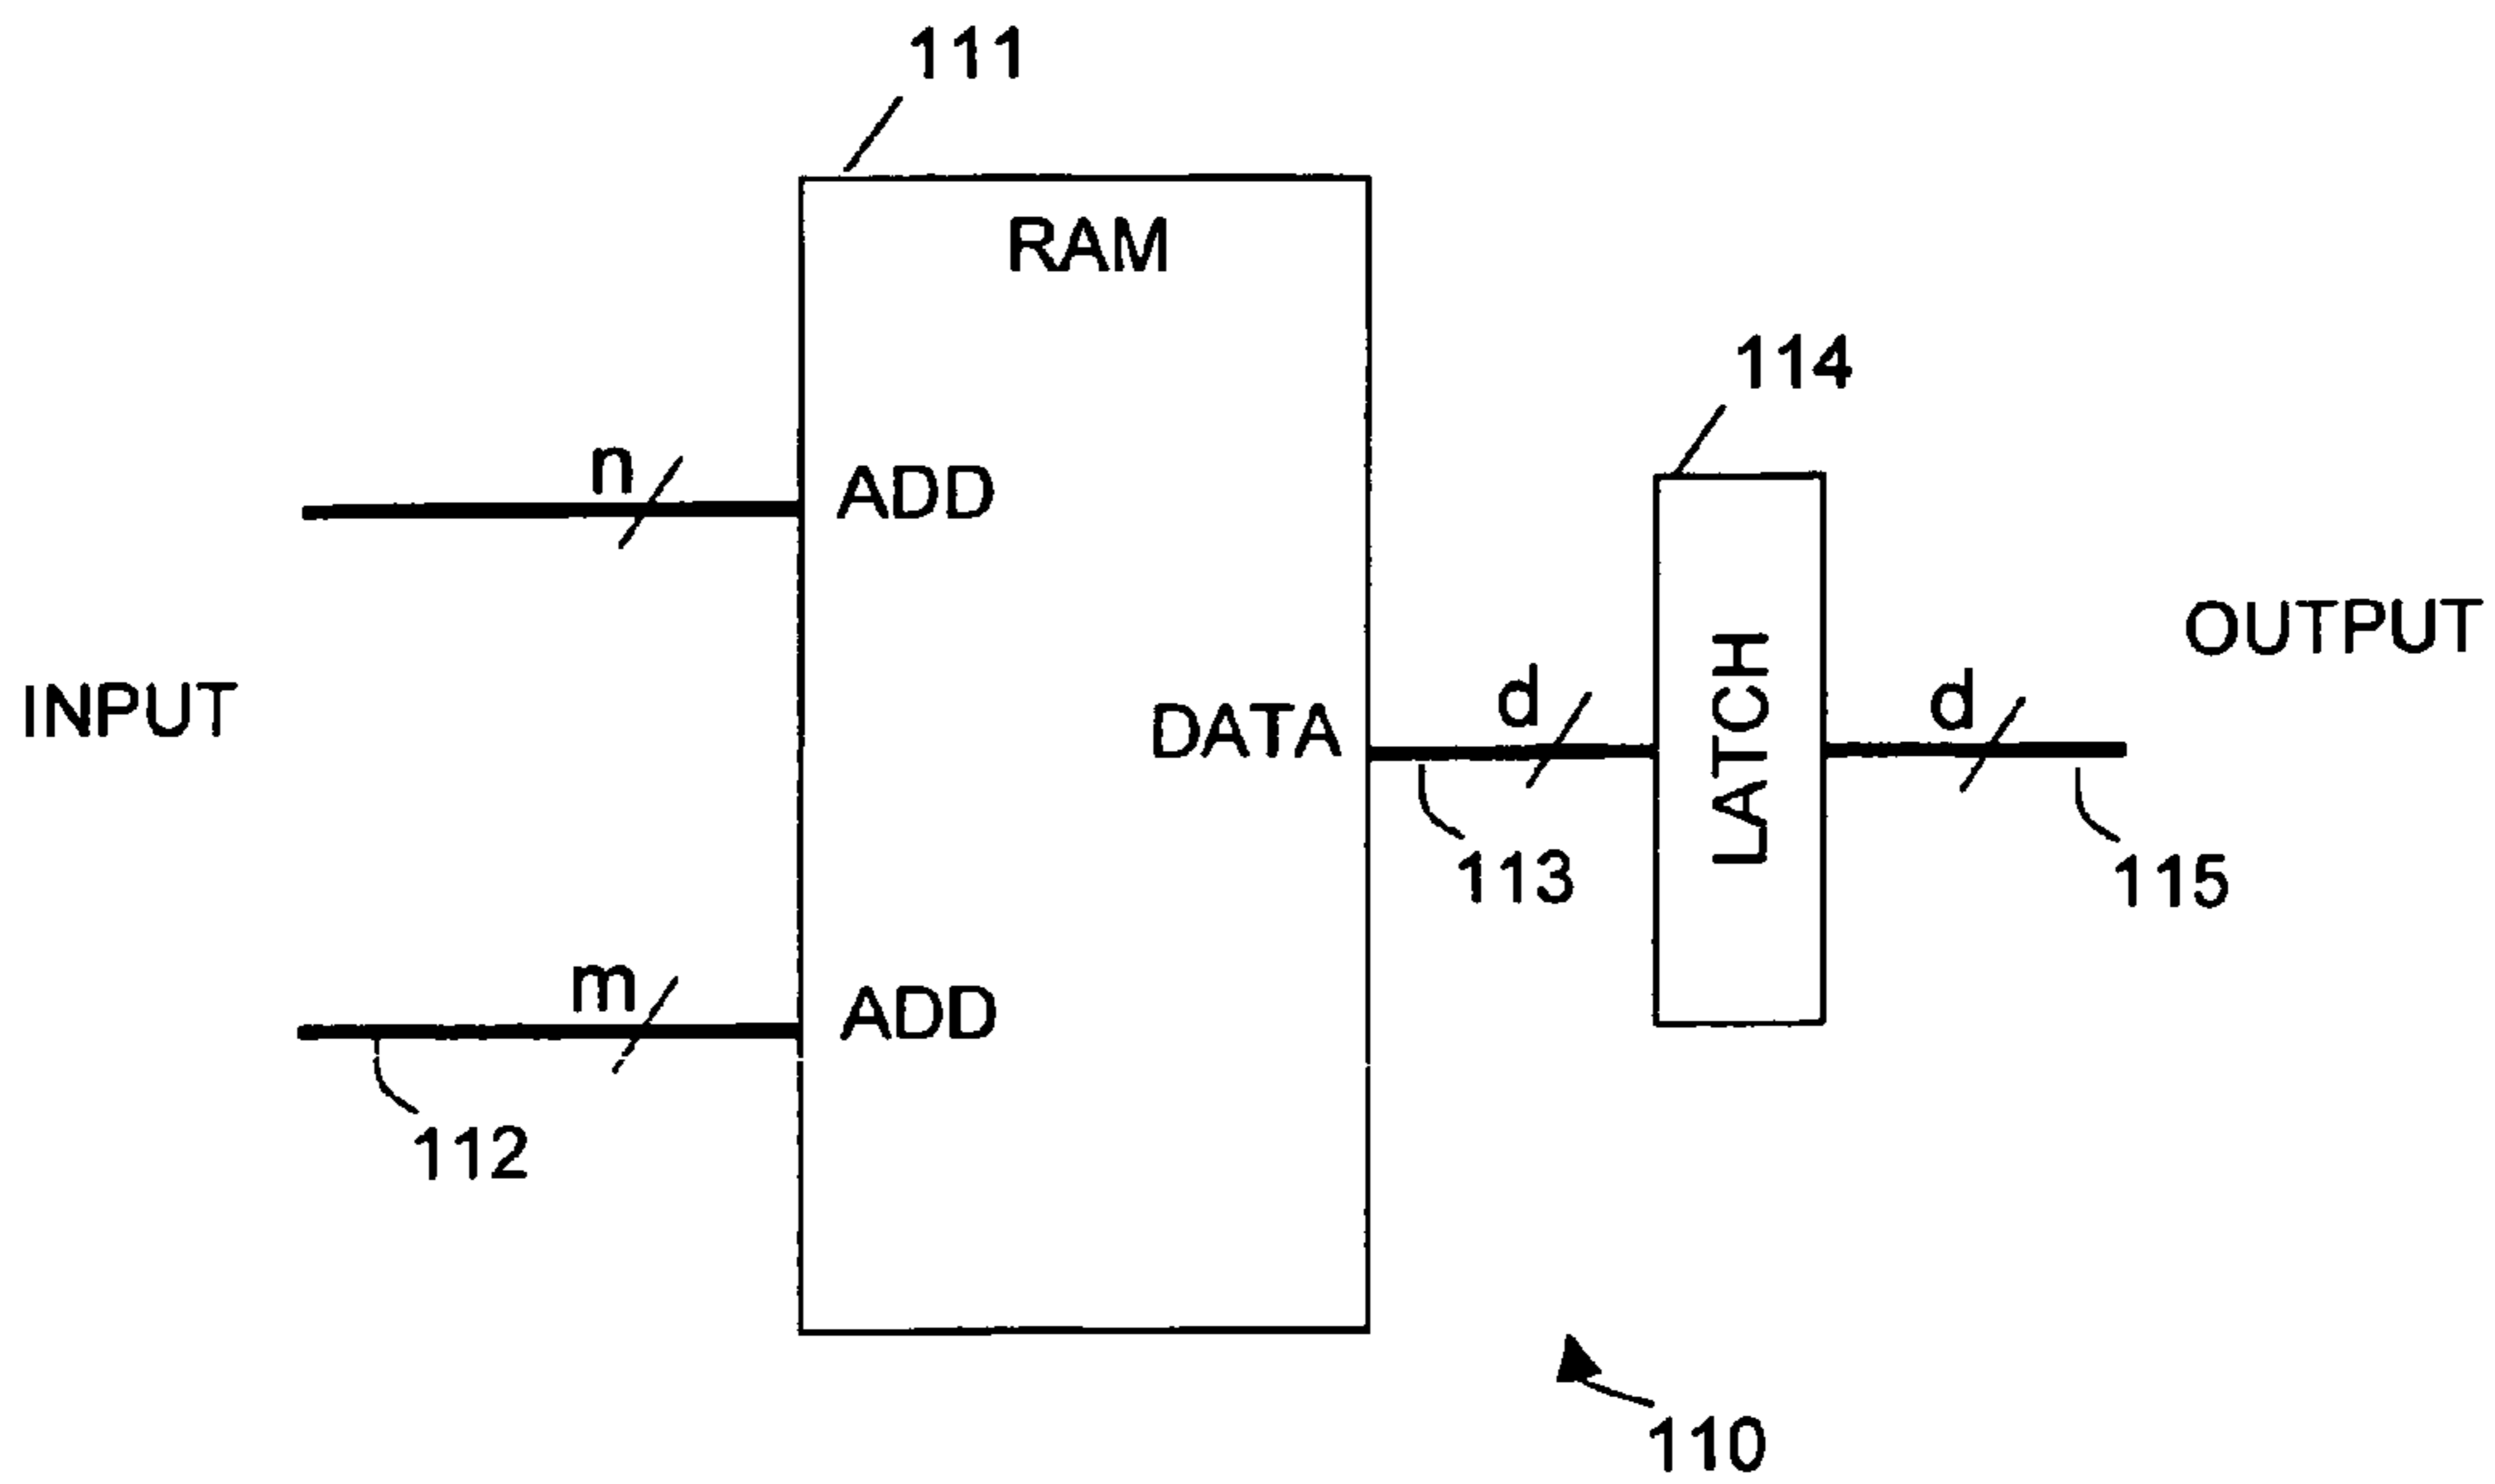 111
RAM
114
n
ADD
OUTPUT
INPUT
DATA
d
LATCH
d
113
115
m
ADD
112
110